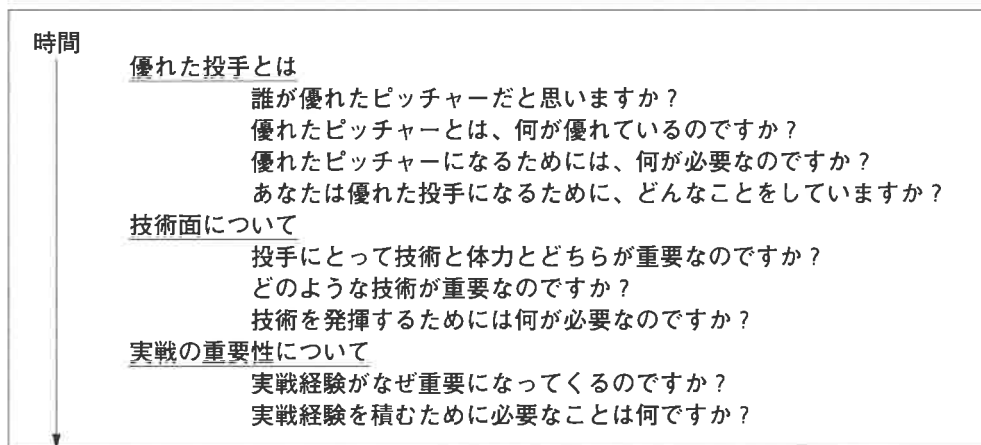 時間
優れた投手とは
誰が優れたピッチャーだと思いますか？
優れたピッチャーとは、何が優れているのですか？
優れたピッチャーになるためには、何が必要なのですか？
あなたは優れた投手になるために、どんなことをしていますか？
技術面について
投手にとって技術と体力とどちらが重要なのですか？
どのような技術が重要なのですか？
技術を発揮するためには何が必要なのですか？
実戦の重要性について
実戦経験がなぜ重要になってくるのですか？
実戦経験を積むために必要なことは何ですか？